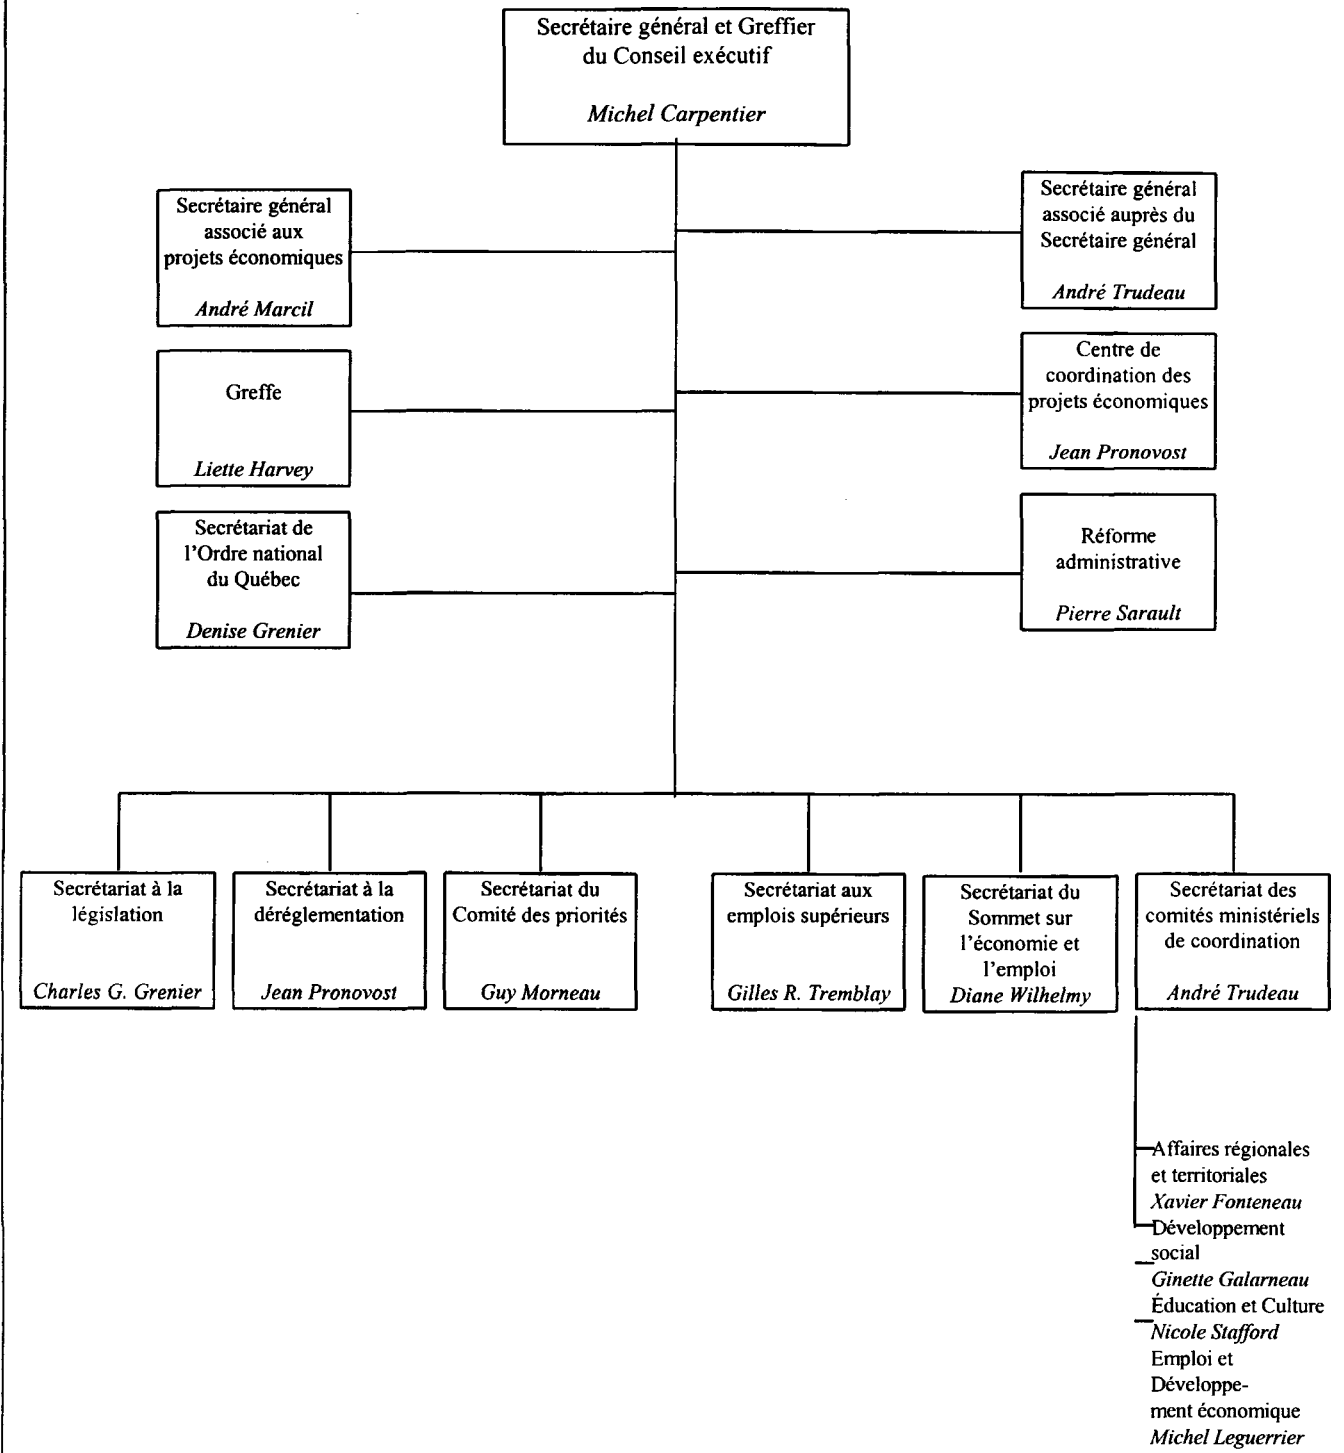 Secrétaire général et Greffier
du Conseil exécutif
Michel Carpentier
Secrétaire général
associé aux
projets économiques
André Marcil
Secrétaire général
associé auprès du
Secrétaire général
André Trudeau
Greffe
Liette Harvey
Centre de
coordination des
projets économiques
Jean Pronovost
Secrétariat de
l'Ordre national
du Québec
Denise Grenier
Réforme
administrative
Pierre Sarault
Secrétariat à la
législation
Charles G. Grenier
Secrétariat à la
déréglementation
Jean Pronovost
Secrétariat du
Comité des priorités
Guy Morneau
Secrétariat aux
emplois supérieurs
Gilles R. Tremblay
Secrétariat du
Sommet sur
l'économie et
l'emploi
Diane Wilhelmy
Secrétariat des
comités ministériels
de coordination
André Trudeau
Affaires régionales
et territoriales
Xavier Fonteneau
Développement
social
Ginette Galarneau
Éducation et Culture
Nicole Stafford
Emploi et
Développe-
ment économique
Michel Leguerrier